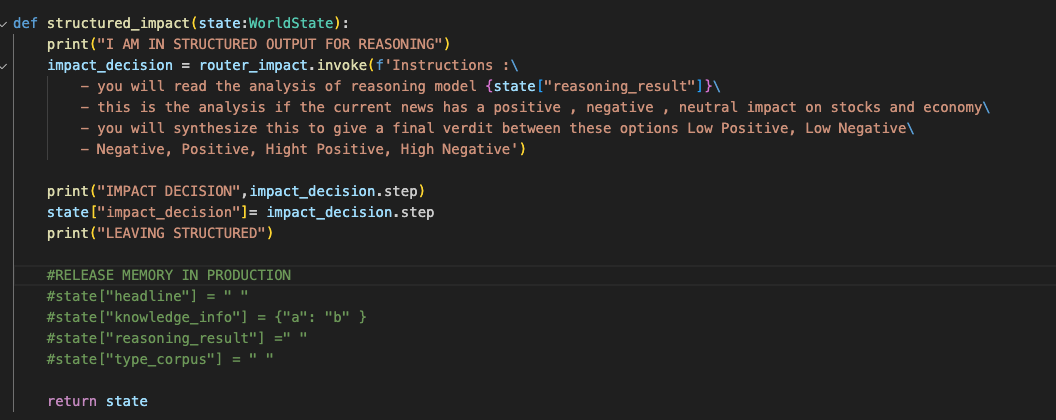 def structured_impact(state:WorldState):
print("I AM IN STRUCTURED OUTPUT FOR REASONING")
impact_decision = router_impact.invoke(f'Instructions :\
- you will read the analysis of reasoning model {state["reasoning_result"]}\
- this is the analysis if the current news has a positive , negative , neutral impact on stocks and economy\
- you will synthesize this to give a final verdit between these options Low Positive, Low Negative\
- Negative, Positive, Hight Positive, High Negative')
print("IMPACT DECISION",impact_decision.step)
state["impact_decision"]= impact_decision.step
print("LEAVING STRUCTURED")
#RELEASE MEMORY IN PRODUCTION
#state["headline"] = " "
#state["knowledge_info"] = {"a": "b" }
#state["reasoning_result"] =" "
#state["type_corpus"] = " "
return state